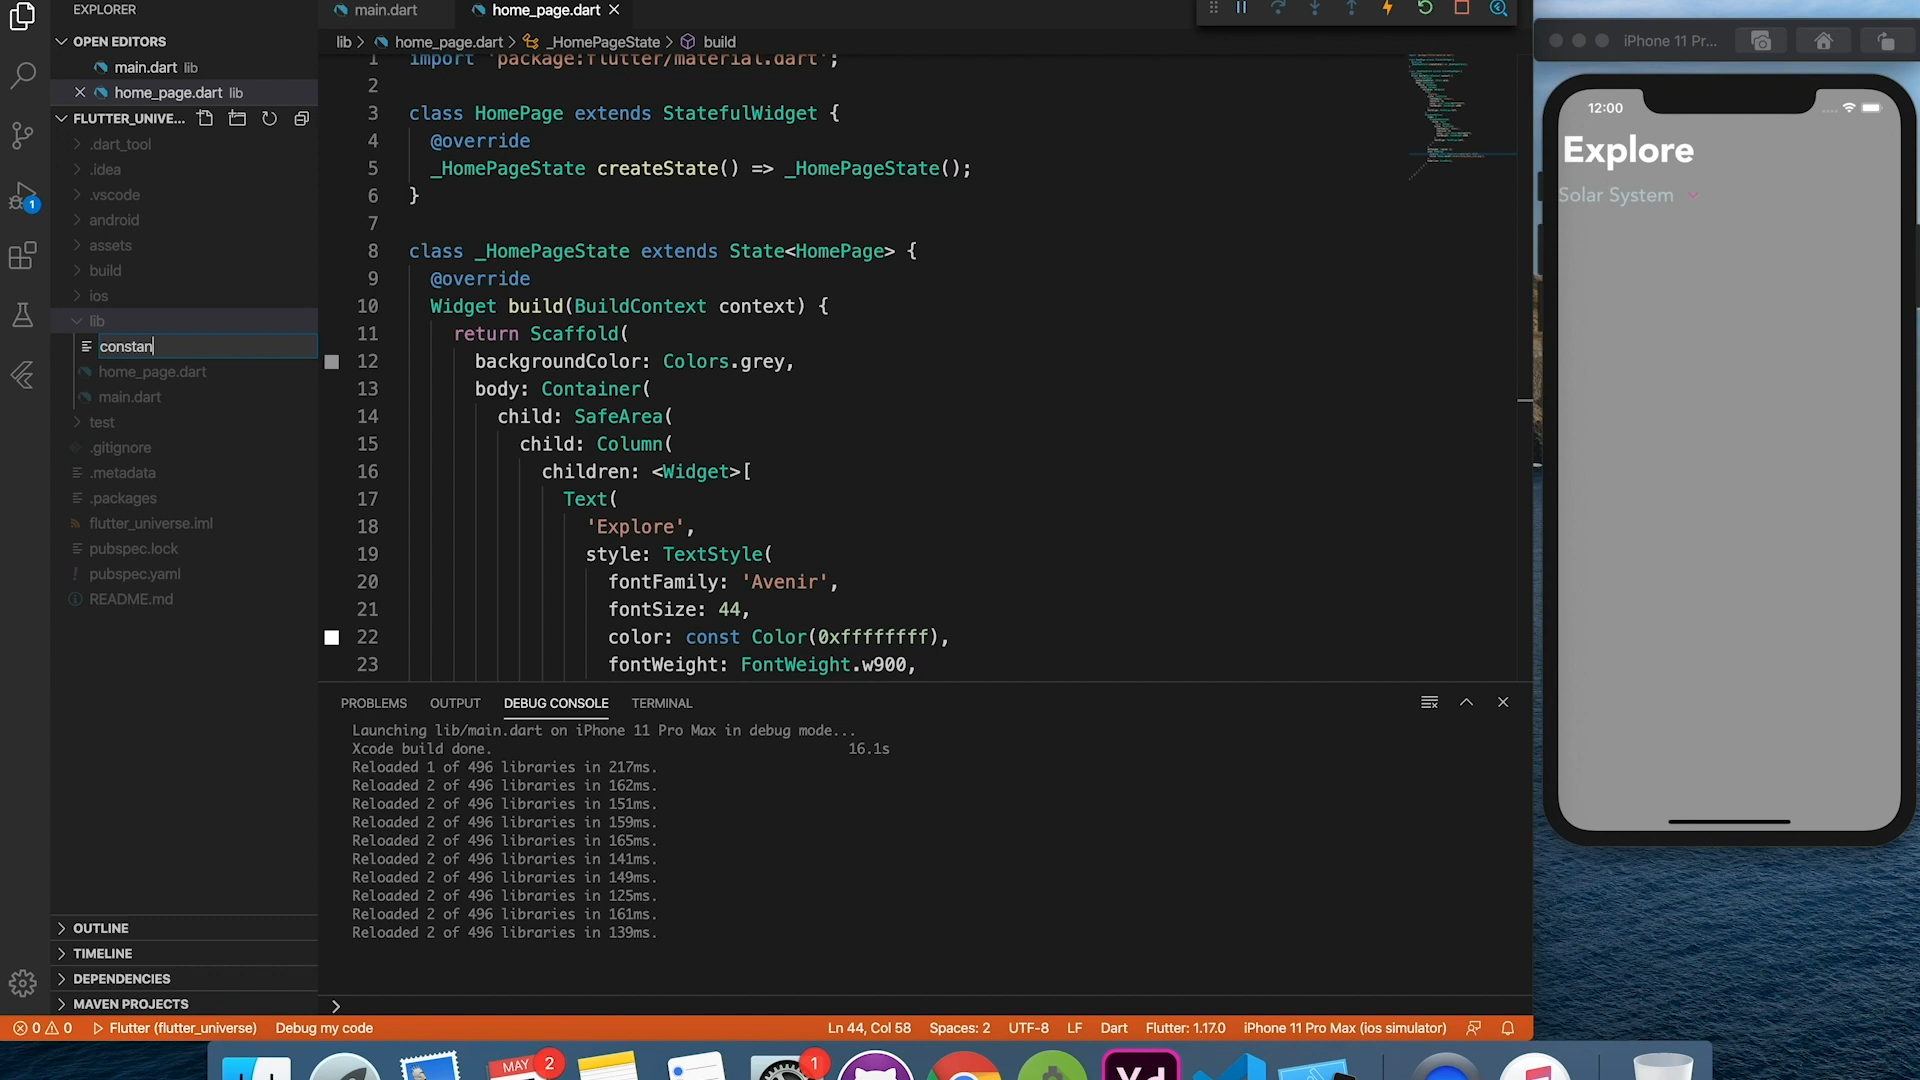 EXPLORER
OPEN EDITORS
main.dart lib
home_page.dart lib
FLUTTER_UNIVE...
.dart_tool
.idea
.vscode
android
assets
build
ios
lib
constan
home_page.dart
main.dart
test
.gitignore
.metadata
.packages
flutter_universe.iml
pubspec.lock
pubspec.yaml
README.md
OUTLINE
TIMELINE
DEPENDENCIES
MAVEN PROJECTS
1
main.dart
home_page.dart
lib > home_page.dart > _HomePageState > build
1 import 'package:flutter/material.dart';
2
3 class HomePage extends StatefulWidget {
4 @override
5 _HomePageState createState() => _HomePageState();
6 }
7
8 class _HomePageState extends State<HomePage> {
9 @override
10 Widget build(BuildContext context) {
11 return Scaffold(
12 backgroundColor: Colors.grey,
13 body: Container(
14 child: SafeArea(
15 child: Column(
16 children: <Widget>[
17 Text(
18 'Explore',
19 style: TextStyle(
20 fontFamily: 'Avenir',
21 fontSize: 44,
22 color: const Color(0xffffffff),
23 fontWeight: FontWeight.w900,
PROBLEMS OUTPUT DEBUG CONSOLE TERMINAL
Launching lib/main.dart on iPhone 11 Pro Max in debug mode...
Xcode build done. 16.1s
Reloaded 1 of 496 libraries in 217ms.
Reloaded 2 of 496 libraries in 162ms.
Reloaded 2 of 496 libraries in 151ms.
Reloaded 2 of 496 libraries in 159ms.
Reloaded 2 of 496 libraries in 165ms.
Reloaded 2 of 496 libraries in 141ms.
Reloaded 2 of 496 libraries in 149ms.
Reloaded 2 of 496 libraries in 125ms.
Reloaded 2 of 496 libraries in 161ms.
Reloaded 2 of 496 libraries in 139ms.
0 0 Flutter (flutter_universe) Debug my code Ln 44, Col 58 Spaces: 2 UTF-8 LF Dart Flutter: 1.17.0 iPhone 11 Pro Max (ios simulator)
iPhone 11 Pr...
12:00
Explore
Solar System
MAY 2
1
Xd